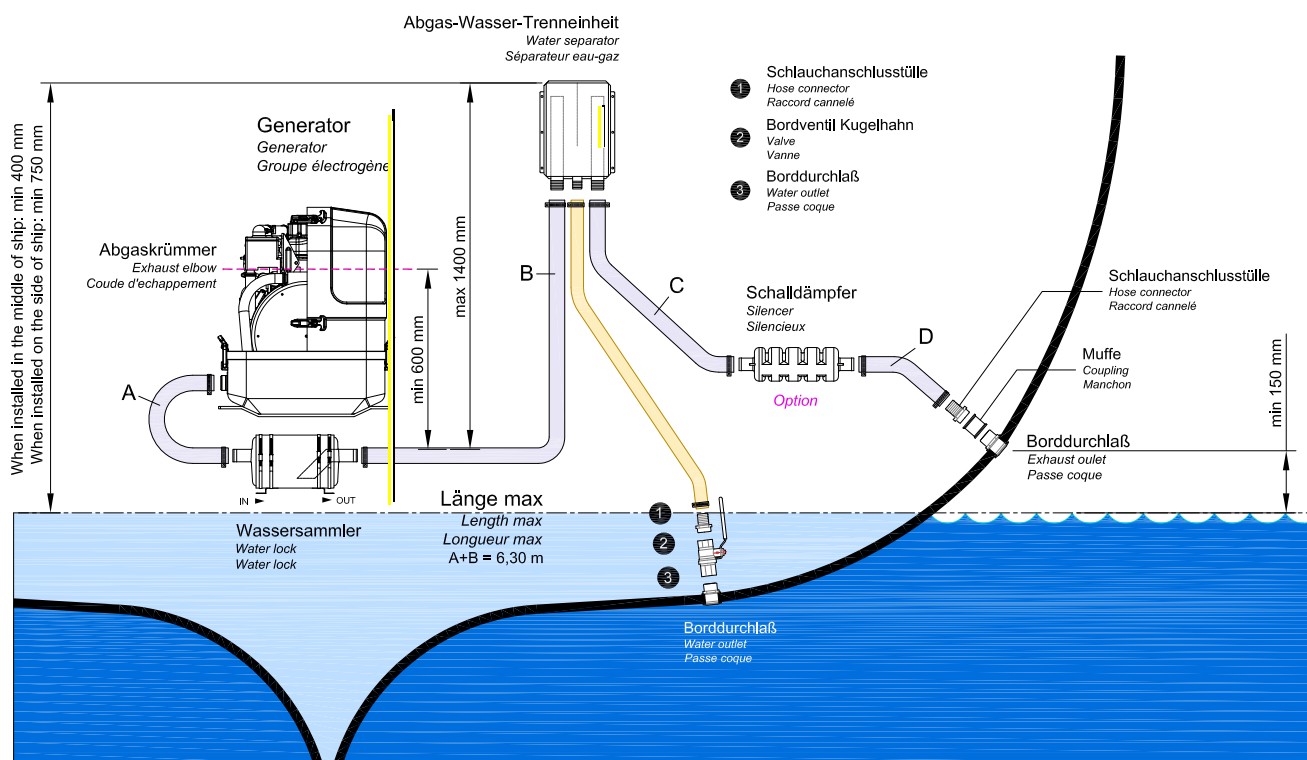 Abgas-Wasser-Trenneinheit
Water separator
Séparateur eau-gaz
1
Schlauchanschlusstülle
Hose connector
Raccord cannelé
2
Bordventil Kugelhahn
Valve
Vanne
3
Borddurchlaß
Water outlet
Passe coque
When installed in the middle of ship: min 400 mm
When installed on the side of ship: min 750 mm
Generator
Generator
Groupe électrogène
Abgaskrümmer
Exhaust elbow
Coude d'echappement
max 1400 mm
min 600 mm
A
B
C
D
Schalldämpfer
Silencer
Silencieux
Option
Schlauchanschlusstülle
Hose connector
Raccord cannelé
Muffe
Coupling
Manchon
min 150 mm
Borddurchlaß
Exhaust oulet
Passe coque
IN
OUT
Wassersammler
Water lock
Water lock
Länge max
Length max
Longueur max
A+B = 6,30 m
1
2
3
Borddurchlaß
Water outlet
Passe coque